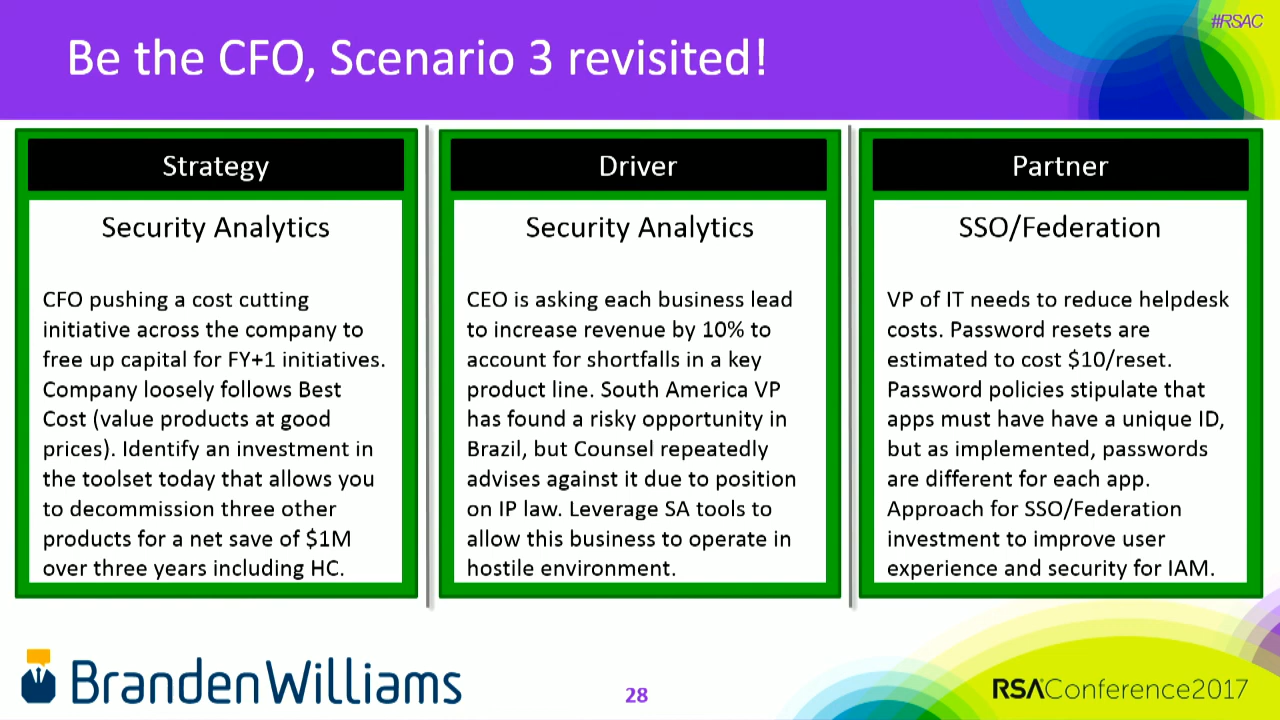 #RSAC
Be the CFO, Scenario 3 revisited!
Strategy
Security Analytics
CFO pushing a cost cutting
initiative across the company to
free up capital for FY+1 initiatives.
Company loosely follows Best
Cost (value products at good
prices). Identify an investment in
the toolset today that allows you
to decommission three other
products for a net save of $1M
over three years including HC.
Driver
Security Analytics
CEO is asking each business lead
to increase revenue by 10% to
account for shortfalls in a key
product line. South America VP
has found a risky opportunity in
Brazil, but Counsel repeatedly
advises against it due to position
on IP law. Leverage SA tools to
allow this business to operate in
hostile environment.
Partner
SSO/Federation
VP of IT needs to reduce helpdesk
costs. Password resets are
estimated to cost $10/reset.
Password policies stipulate that
apps must have have a unique ID,
but as implemented, passwords
are different for each app.
Approach for SSO/Federation
investment to improve user
experience and security for IAM.
BrandenWilliams
28
RSAConference2017